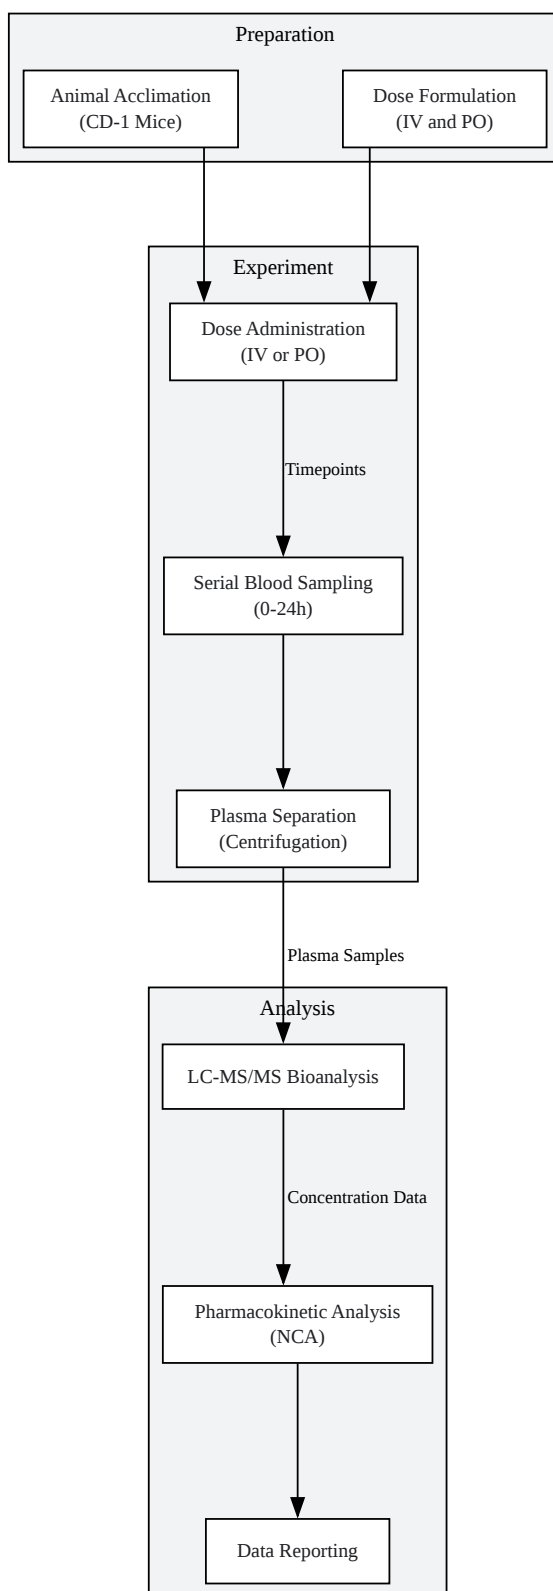 Preparation
Animal Acclimation
(CD-1 Mice)
Dose Formulation
(IV and PO)
Experiment
Dose Administration
(IV or PO)
Timepoints
Serial Blood Sampling
(0-24h)
Plasma Separation
(Centrifugation)
Plasma Samples
Analysis
LC-MS/MS Bioanalysis
Concentration Data
Pharmacokinetic Analysis
(NCA)
Data Reporting